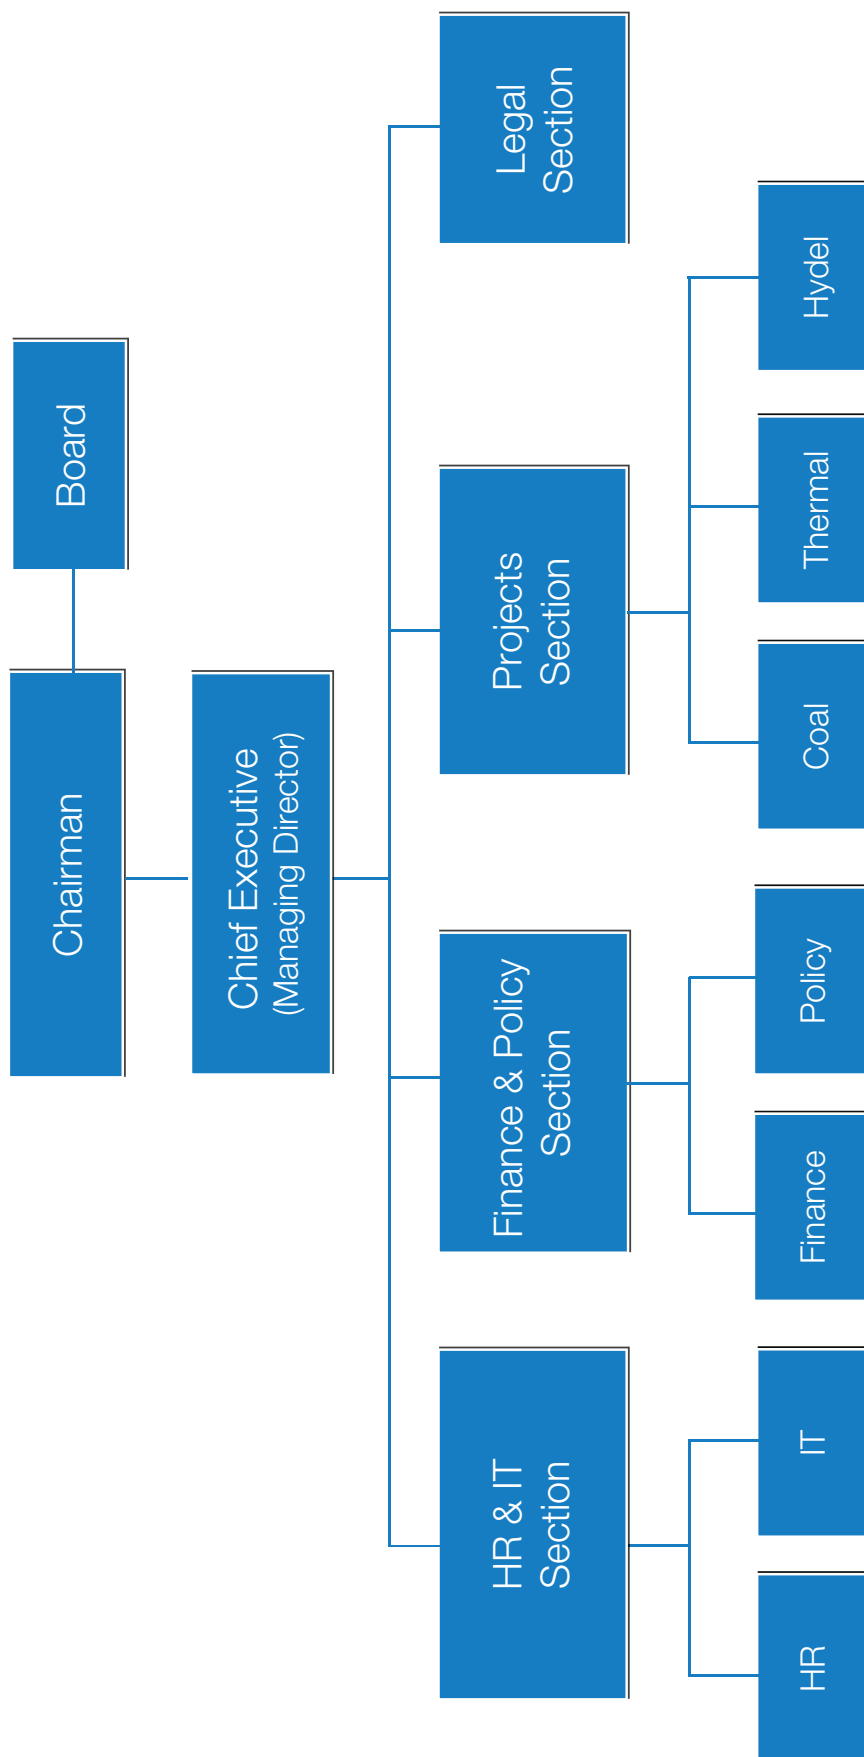 Chairman
Board
Chief Executive
(Managing Director)
HR & IT
Section
Finance & Policy
Section
Projects
Section
Legal
Section
HR
IT
Finance
Policy
Coal
Thermal
Hydel